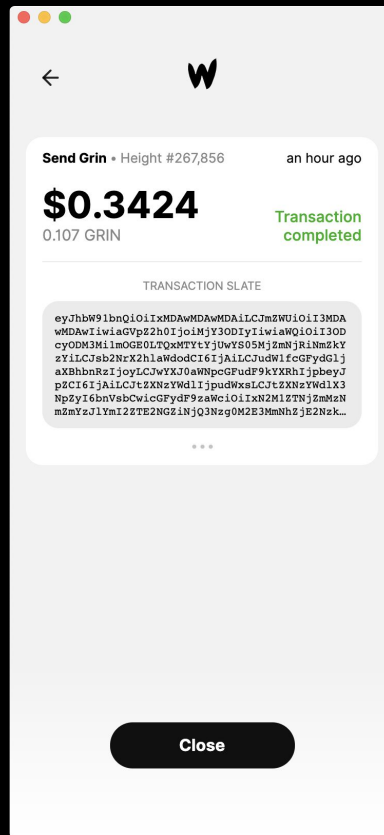 Send Grin • Height #267,856
an hour ago
$0.3424
0.107 GRIN
Transaction
completed
TRANSACTION SLATE
eyJhbW91bnQiOiIxMDAwMDAwMDAiLCJmZWUiOiI3MDA
wMDAwIiwiaGVpZ2h0IjoiMjY3ODIyIiwiaWQiOiI3OD
cyODM3Mi1mOGE0LTQxMTYtYjUwYS05MjZmNjRiNmZkY
zYiLCJsb2NrX2hlaWdodCI6IjAiLCJudW1fcGFydGlj
aXBhbnRzIjoyLCJwYXJ0aWNpcGFudF9kYXRhIjpbeyJ
pZCI6IjAiLCJtZXNzYWdlIjpudWxsLCJtZXNzYWdlX3
NpZyI6bnVsbCwicGFydF9zaWciOiIxN2M1ZTNjZmMzN
mZmYzJlYmI2ZTE2NGZiNjQ3Nzg0M2E3MmNhZjE2Nzk…
Close